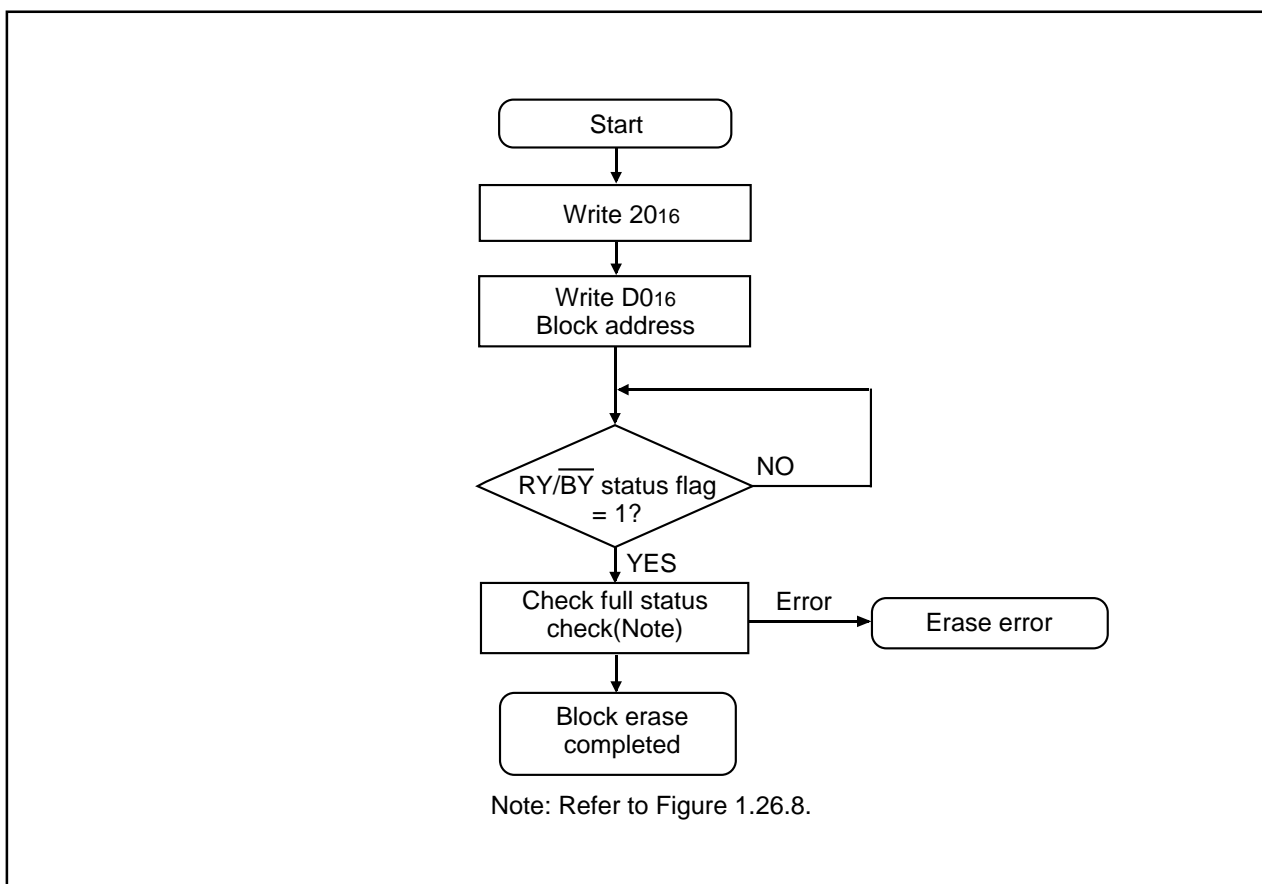 Start
Write 2016
Write D016
Block address
NO
RY/B̅Y̅ status flag
= 1?
YES
Check full status
check(Note)
Error
Erase error
Block erase
completed
Note: Refer to Figure 1.26.8.